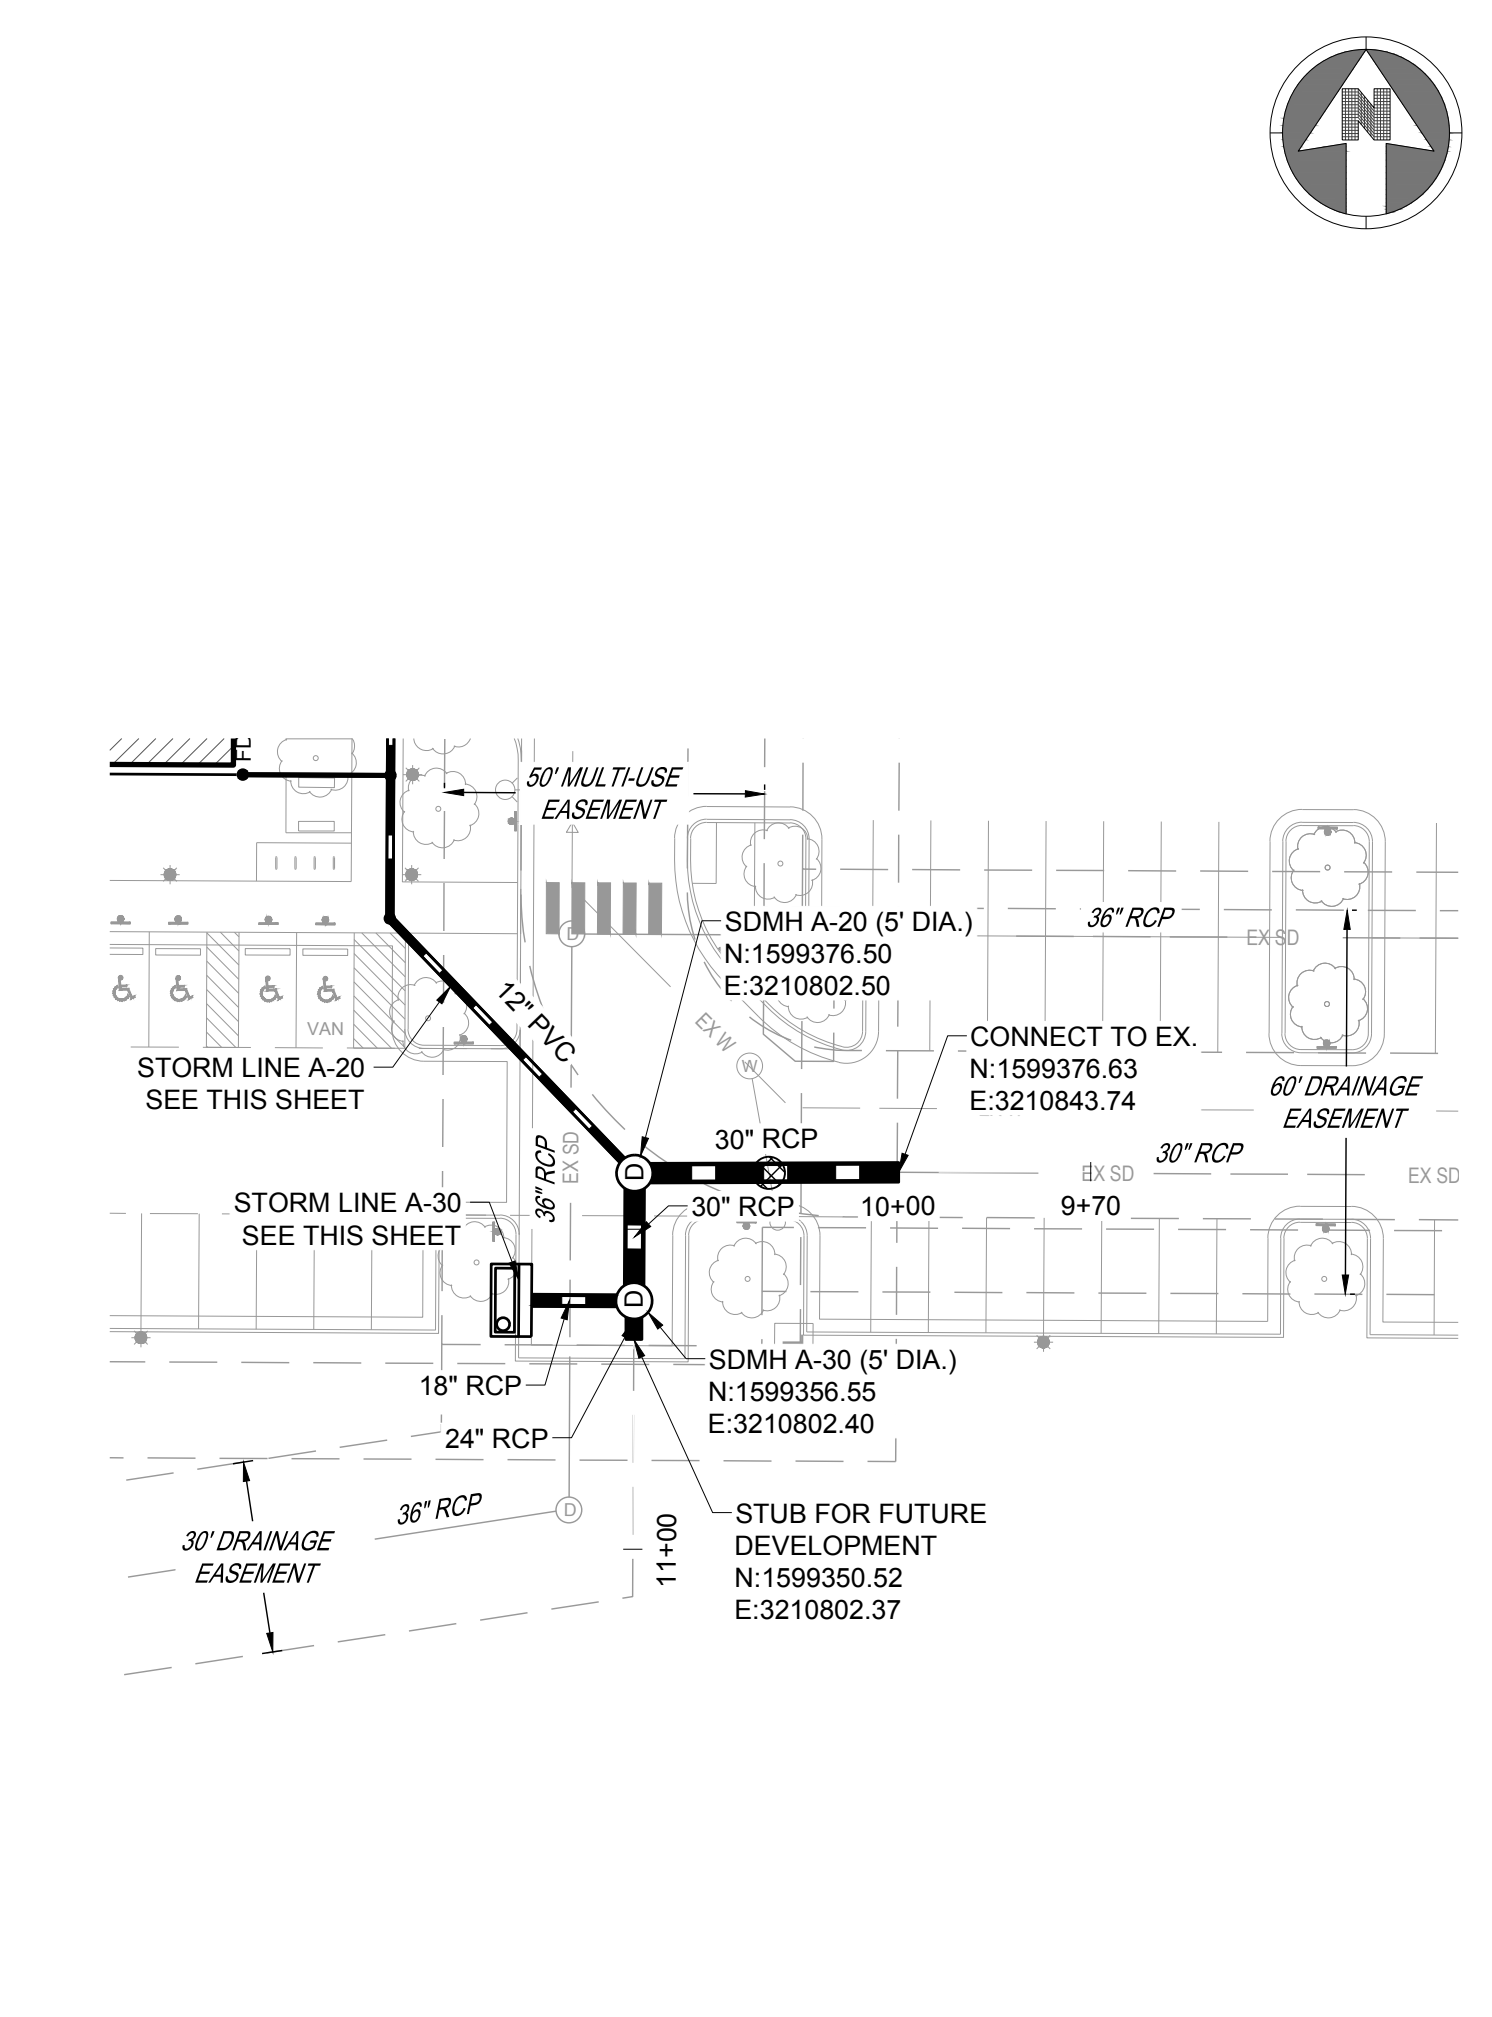 N
FL
50' MULTI-USE
EASEMENT
D
36" RCP
EX SD
SDMH A-20 (5' DIA.)
N:1599376.50
E:3210802.50
12" PVC
VAN
EX W
W
CONNECT TO EX.
N:1599376.63
E:3210843.74
STORM LINE A-20
SEE THIS SHEET
60' DRAINAGE
EASEMENT
30" RCP
36" RCP
EX SD
D
30" RCP
EX SD
EX SD
STORM LINE A-30
SEE THIS SHEET
30" RCP
10+00
9+70
D
SDMH A-30 (5' DIA.)
N:1599356.55
E:3210802.40
18" RCP
24" RCP
36" RCP
D
30' DRAINAGE
EASEMENT
11+00
STUB FOR FUTURE
DEVELOPMENT
N:1599350.52
E:3210802.37